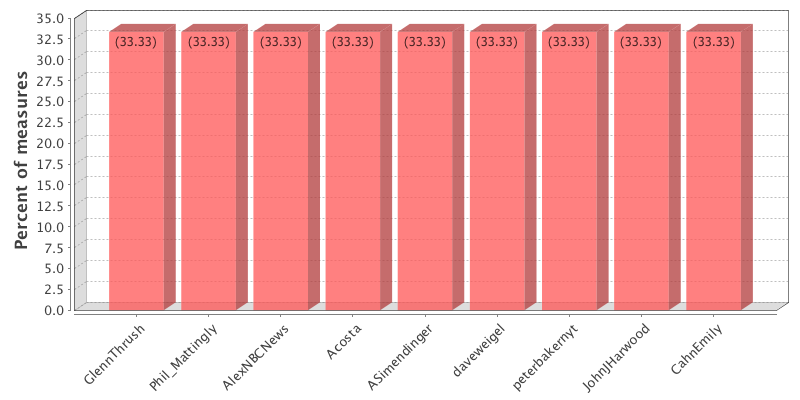 Percent of measures
35.0
32.5
30.0
27.5
25.0
22.5
20.0
17.5
15.0
12.5
10.0
7.5
5.0
2.5
0.0
(33.33) (33.33) (33.33) (33.33) (33.33) (33.33) (33.33) (33.33) (33.33)
GlennThrush
Phil_Mattingly
AlexNBCNews
Acosta
ASimendinger
daveweigel
peterbakernyt
JohnJHarwood
CahnEmily